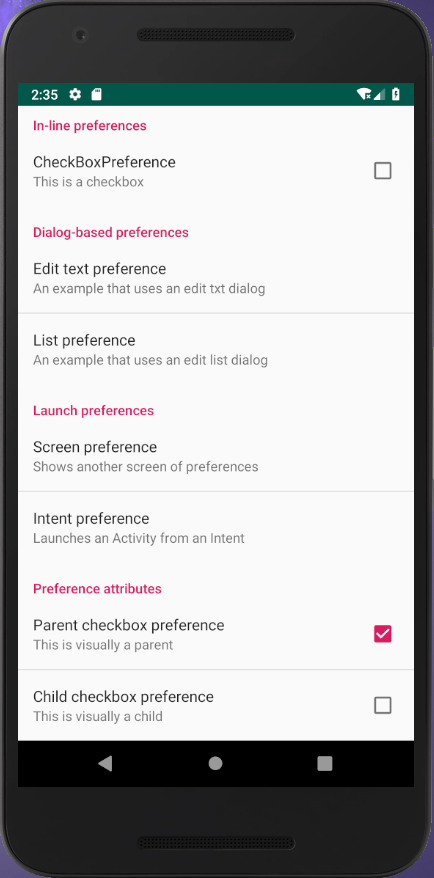 2:35
In-line preferences
CheckBoxPreference
This is a checkbox
Dialog-based preferences
Edit text preference
An example that uses an edit txt dialog
List preference
An example that uses an edit list dialog
Launch preferences
Screen preference
Shows another screen of preferences
Intent preference
Launches an Activity from an Intent
Preference attributes
Parent checkbox preference
This is visually a parent
Child checkbox preference
This is visually a child